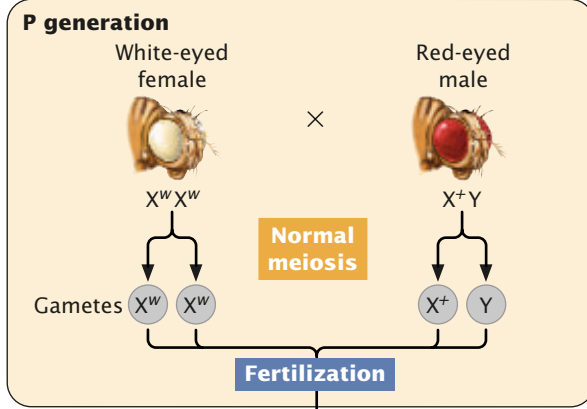 P generation
White-eyed
female
Red-eyed
male
×
XʷXʷ
X⁺Y
Normal
meiosis
Gametes Xʷ Xʷ X⁺ Y
Fertilization